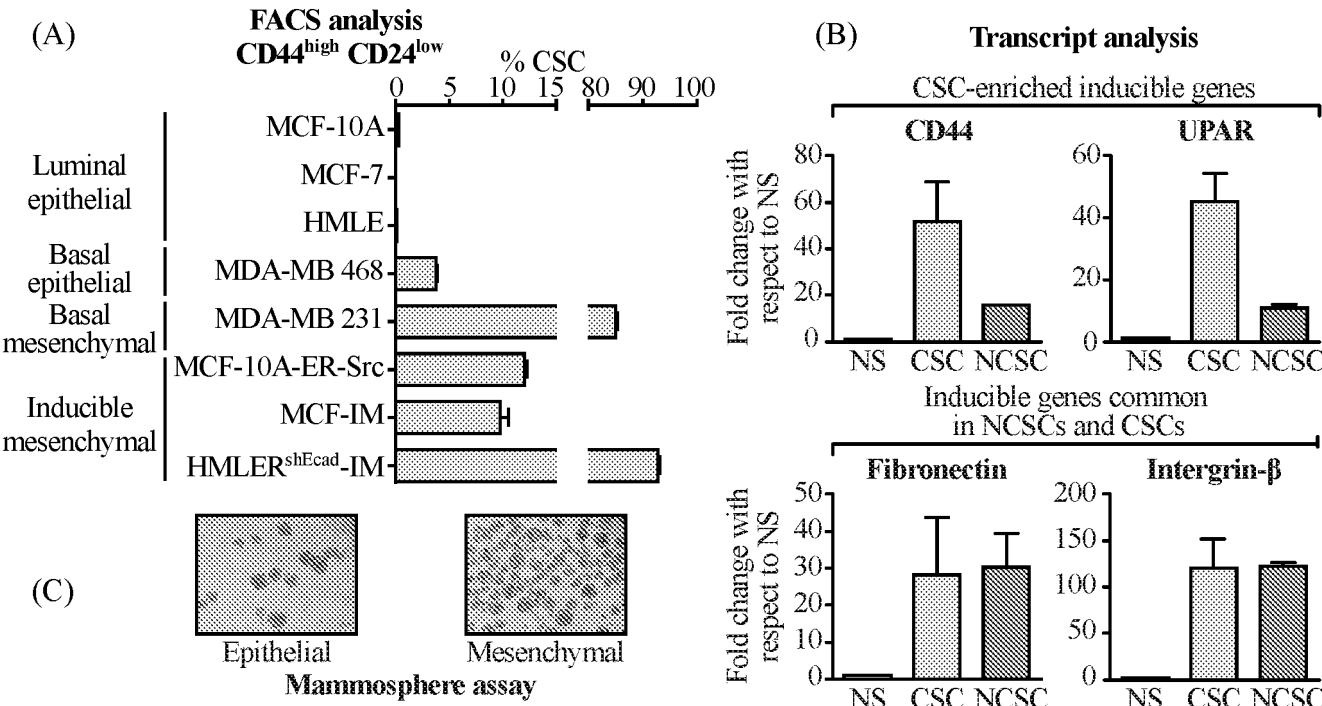 (A)
FACS analysis
CD44high CD24low
% CSC
0 5 10 15 80 90 100
Luminal
epithelial
MCF-10A
MCF-7
HMLE
Basal
epithelial
MDA-MB 468
Basal
mesenchymal
MDA-MB 231
Inducible
mesenchymal
MCF-10A-ER-Src
MCF-IM
HMLERshEcad-IM
(B)
Transcript analysis
CSC-enriched inducible genes
CD44
Fold change with
respect to NS
80
60
40
20
0
NS CSC NCSC
UPAR
60
40
20
0
NS CSC NCSC
Inducible genes common
in NCSCs and CSCs
Fibronectin
Fold change with
respect to NS
50
40
30
20
10
0
NS CSC NCSC
Intergrin-β
200
150
100
50
0
NS CSC NCSC
(C)
Epithelial
Mesenchymal
Mammosphere assay